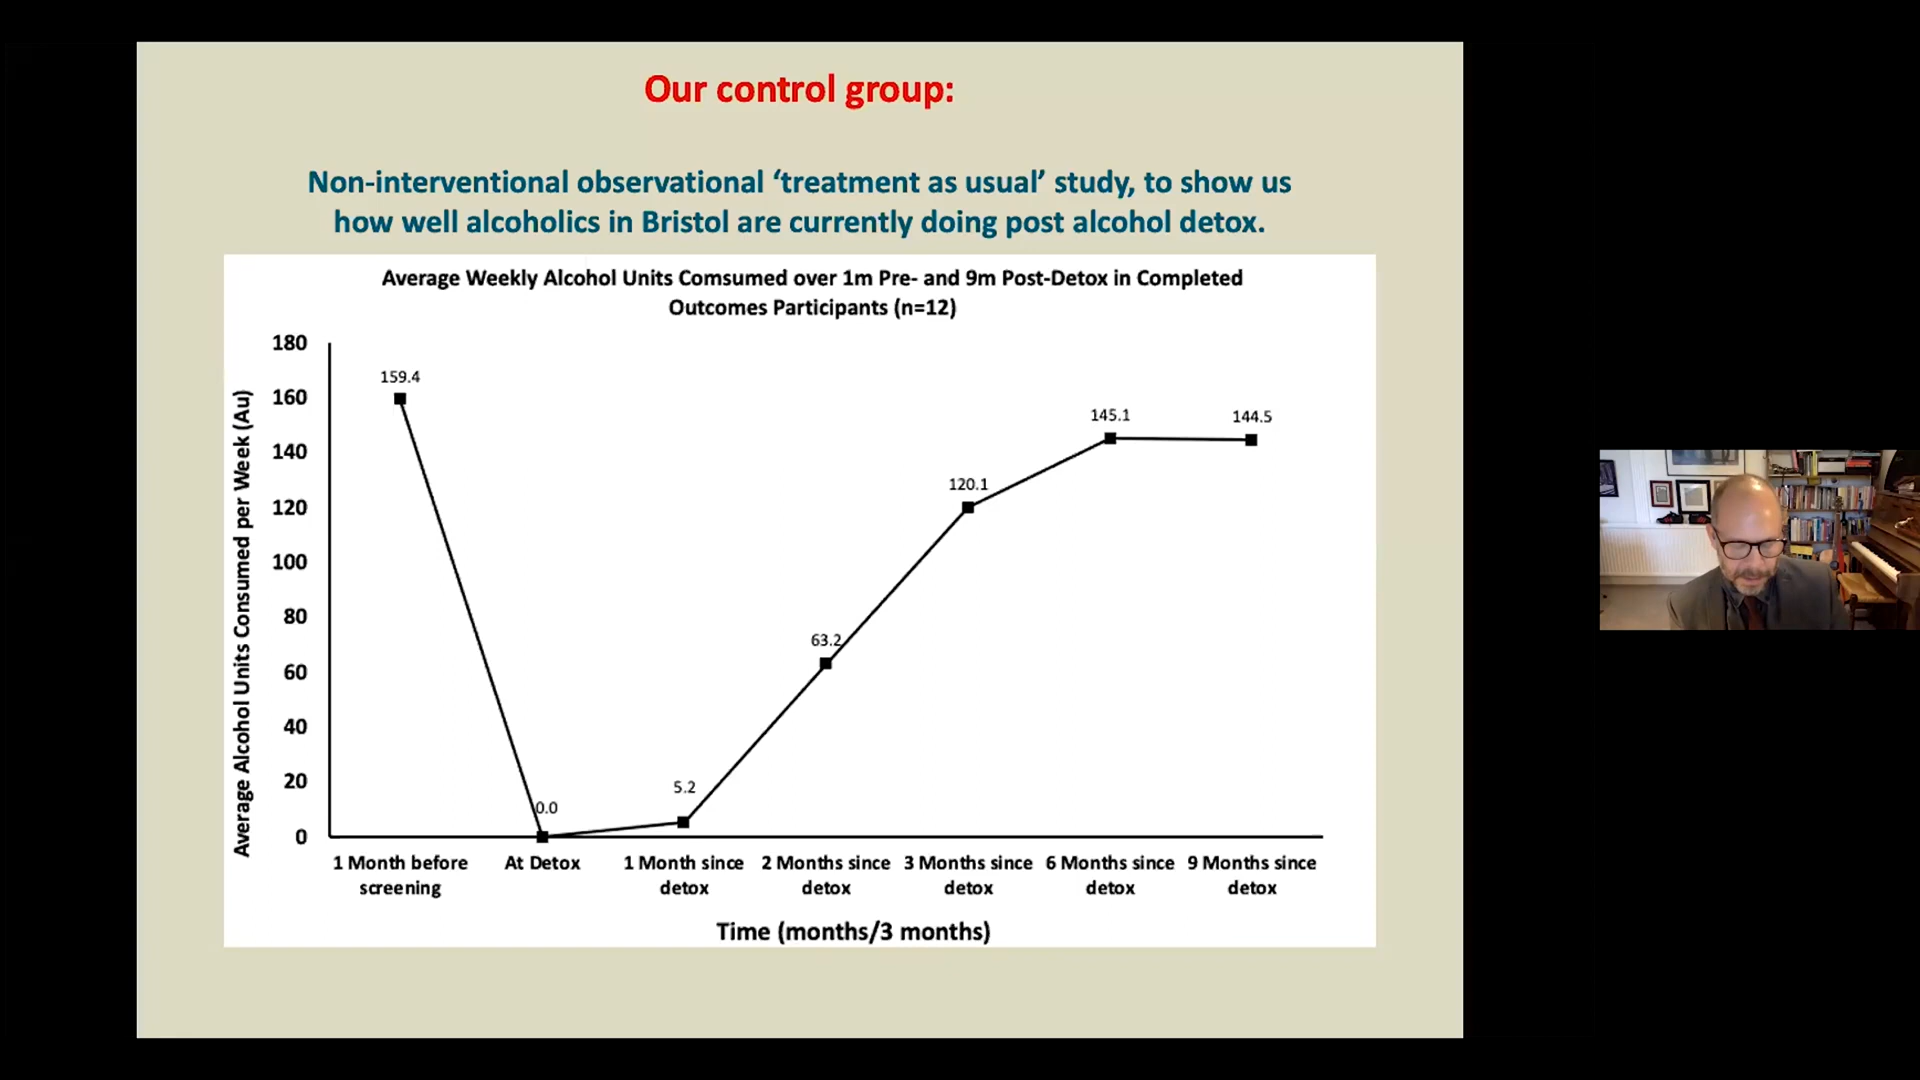 Our control group:
Non-interventional observational ‘treatment as usual’ study, to show us
how well alcoholics in Bristol are currently doing post alcohol detox.
Average Weekly Alcohol Units Comsumed over 1m Pre- and 9m Post-Detox in Completed
Outcomes Participants (n=12)
Average Alcohol Units Consumed per Week (Au)
180
160
140
120
100
80
60
40
20
0
159.4
0.0
5.2
63.2
120.1
145.1
144.5
1 Month before
screening
At Detox
1 Month since
detox
2 Months since
detox
3 Months since
detox
6 Months since
detox
9 Months since
detox
Time (months/3 months)